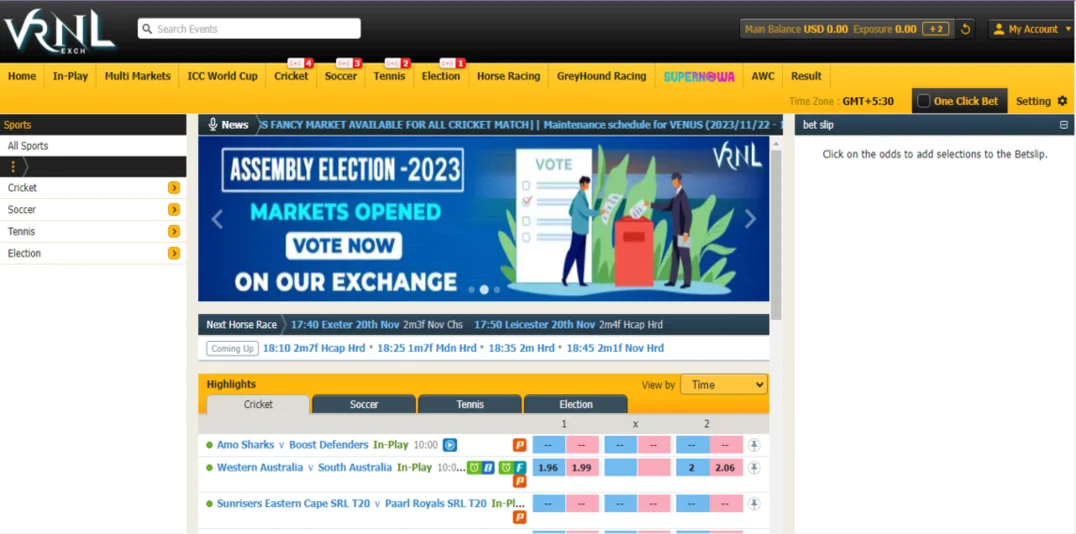 VRNL
EXCH
Search Events
Main Balance USD 0.00 Exposure 0.00 +2
My Account
Home In-Play Multi Markets ICC World Cup Cricket 4 Soccer 3 Tennis 2 Election 1 Horse Racing GreyHound Racing SUPERNOWA AWC Result
Time Zone : GMT+5:30 One Click Bet Setting
Sports
All Sports
Cricket
Soccer
Tennis
Election
News S FANCY MARKET AVAILABLE FOR ALL CRICKET MATCH|| Maintenance schedule for VENUS (2023/11/22 - 1
ASSEMBLY ELECTION -2023
MARKETS OPENED
VOTE NOW
ON OUR EXCHANGE
VOTE
VRNL
Next Horse Race 17:40 Exeter 20th Nov 2m3f Nov Chs 17:50 Leicester 20th Nov 2m4f Hcap Hrd
Coming Up 18:10 2m7f Hcap Hrd * 18:25 1m7f Mdn Hrd * 18:35 2m Hrd * 18:45 2m1f Nov Hrd
Highlights View by Time
Cricket Soccer Tennis Election
1 x 2
Amo Sharks v Boost Defenders In-Play 10:00 P -- -- -- -- -- --
Western Australia v South Australia In-Play 10:0... B F 1.96 1.99 2 2.06
P
Sunrisers Eastern Cape SRL T20 v Paarl Royals SRL T20 In-Pl... -- -- -- -- -- --
P
-- -- -- -- -- --
bet slip
Click on the odds to add selections to the Betslip.